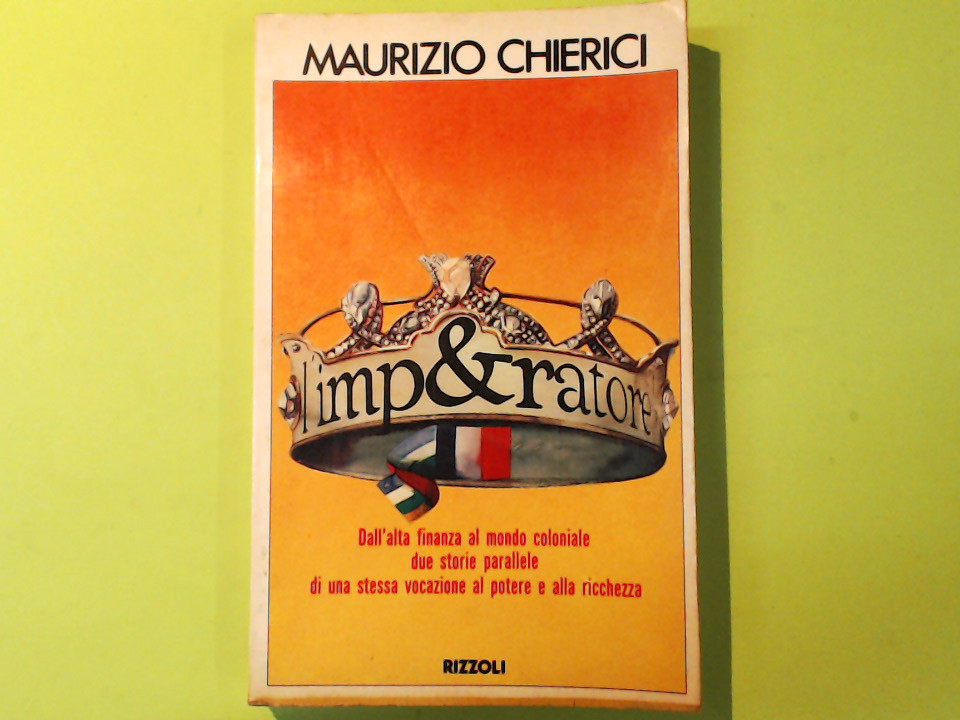 MAURIZIO CHIERICI
l'imp&ratore
Dall'alta finanza al mondo coloniale
due storie parallele
di una stessa vocazione al potere e alla ricchezza
RIZZOLI